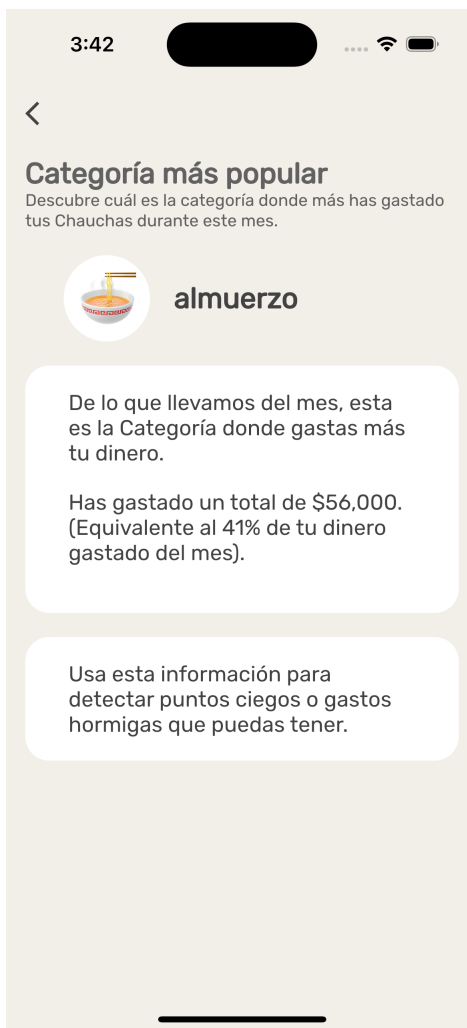 3:42
Categoría más popular
Descubre cuál es la categoría donde más has gastado
tus Chauchas durante este mes.
almuerzo
De lo que llevamos del mes, esta
es la Categoría donde gastas más
tu dinero.
Has gastado un total de $56,000.
(Equivalente al 41% de tu dinero
gastado del mes).
Usa esta información para
detectar puntos ciegos o gastos
hormigas que puedas tener.